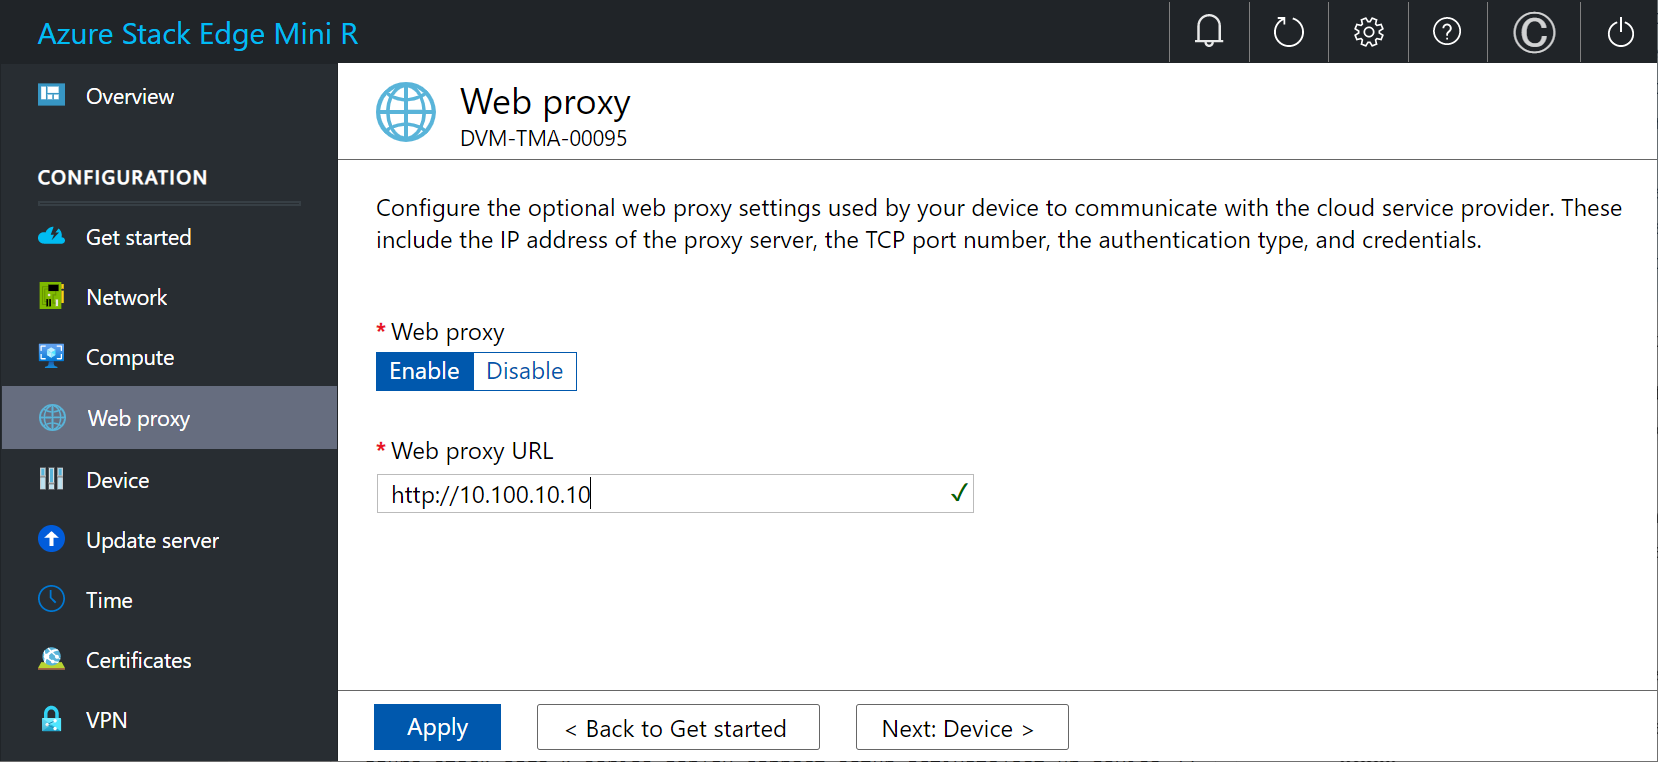 Azure Stack Edge Mini R
Overview
CONFIGURATION
Get started
Network
Compute
Web proxy
Device
Update server
Time
Certificates
VPN
Web proxy
DVM-TMA-00095
Configure the optional web proxy settings used by your device to communicate with the cloud service provider. These
include the IP address of the proxy server, the TCP port number, the authentication type, and credentials.
* Web proxy
Enable Disable
* Web proxy URL
http://10.100.10.10
Apply < Back to Get started Next: Device >